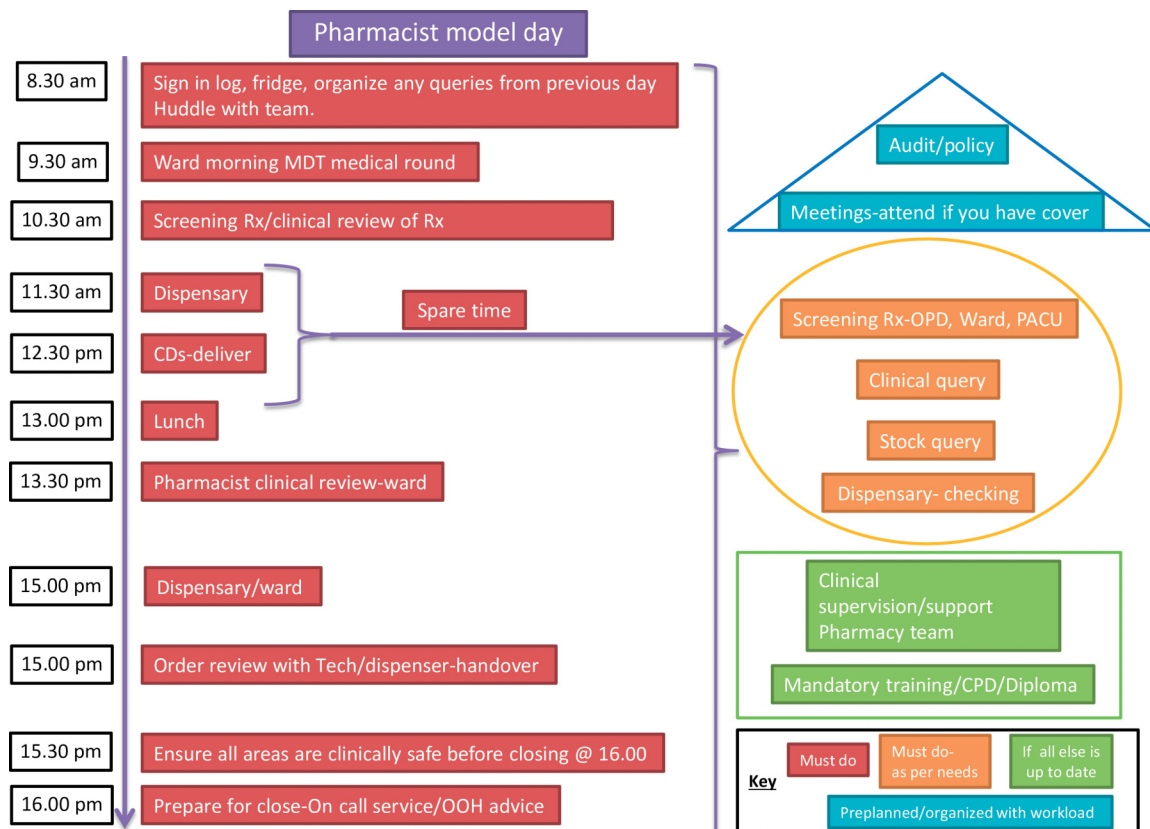 Pharmacist model day
8.30 am
Sign in log, fridge, organize any queries from previous day
Huddle with team.
9.30 am
Ward morning MDT medical round
10.30 am
Screening Rx/clinical review of Rx
11.30 am
Dispensary
12.30 pm
CDs-deliver
13.00 pm
Lunch
Spare time
13.30 pm
Pharmacist clinical review-ward
15.00 pm
Dispensary/ward
15.00 pm
Order review with Tech/dispenser-handover
15.30 pm
Ensure all areas are clinically safe before closing @ 16.00
16.00 pm
Prepare for close-On call service/OOH advice
Audit/policy
Meetings-attend if you have cover
Screening Rx-OPD, Ward, PACU
Clinical query
Stock query
Dispensary- checking
Clinical
supervision/support
Pharmacy team
Mandatory training/CPD/Diploma
Key
Must do
Must do-
as per needs
If all else is
up to date
Preplanned/organized with workload